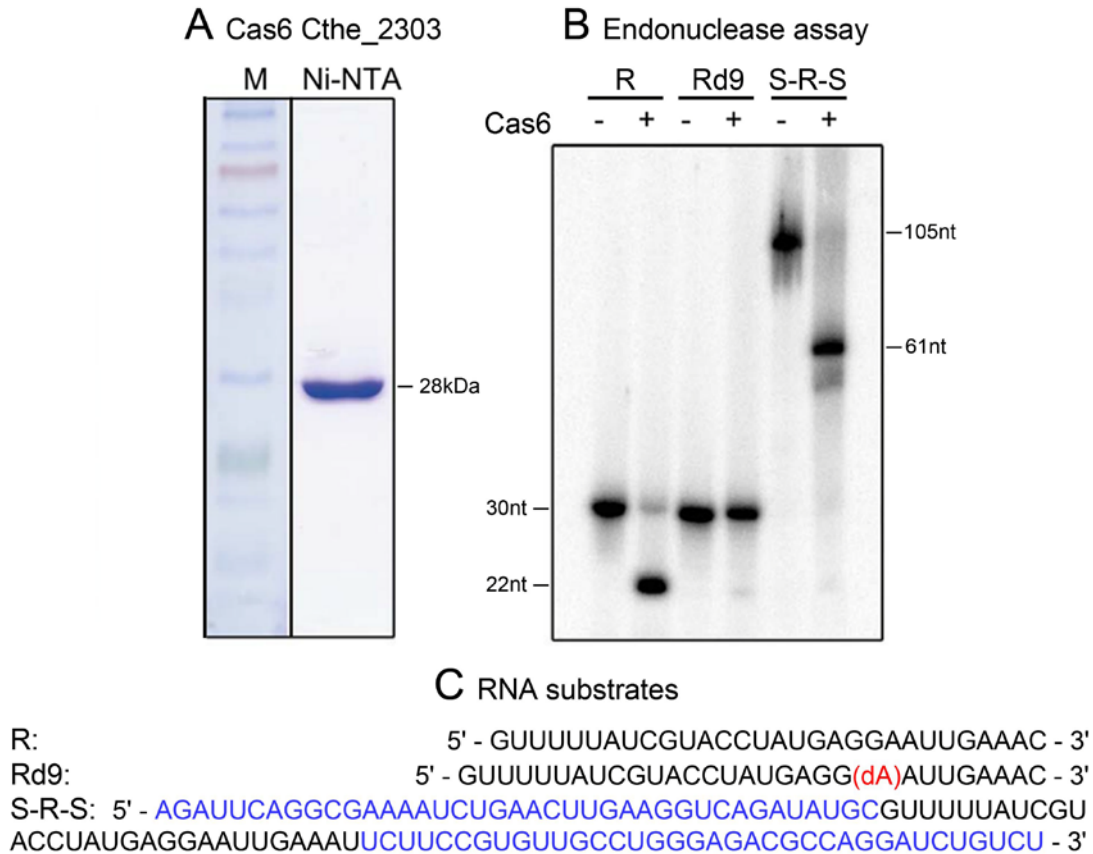 A Cas6 Cthe_2303
B Endonuclease assay
M Ni-NTA
R Rd9 S-R-S
Cas6 - + - + - +
105nt
61nt
28kDa
30nt
22nt
C RNA substrates
R: 5' - GUUUUUAUCGUACCUAUGAGGAAUUGAAAC - 3'
Rd9: 5' - GUUUUUAUCGUACCUAUGAGG(dA)AUUGAAAC - 3'
S-R-S: 5' - AGAUUCAGGCGAAAAUCUGAACUUGAAGGUCAGAUAUGCGUUUUUAUCGU
ACCUAUGAGGAAUUGAAAUUCUUCCGUGUUGCCUGGGAGACGCCAGGAUCUGUCU - 3'